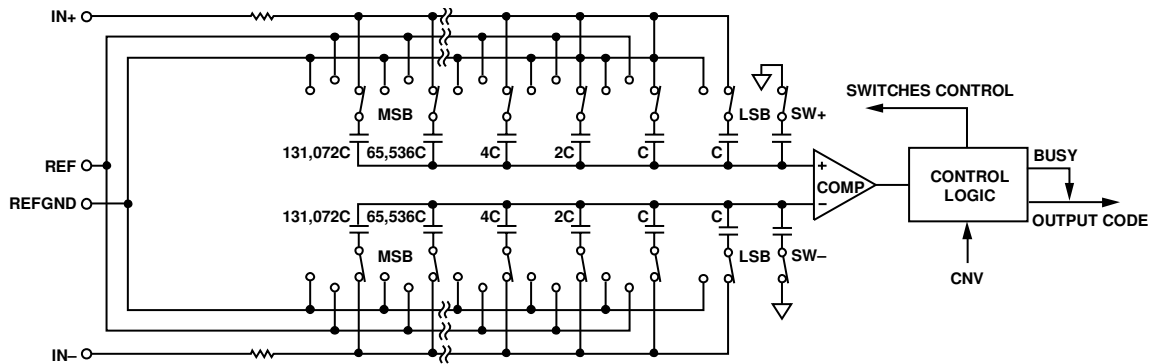 IN+
SWITCHES CONTROL
MSB
LSB
SW+
131,072C
65,536C
4C
2C
C
C
REF
+
COMP
–
CONTROL
LOGIC
BUSY
REFGND
OUTPUT CODE
131,072C
65,536C
4C
2C
C
C
MSB
LSB
SW–
CNV
IN–